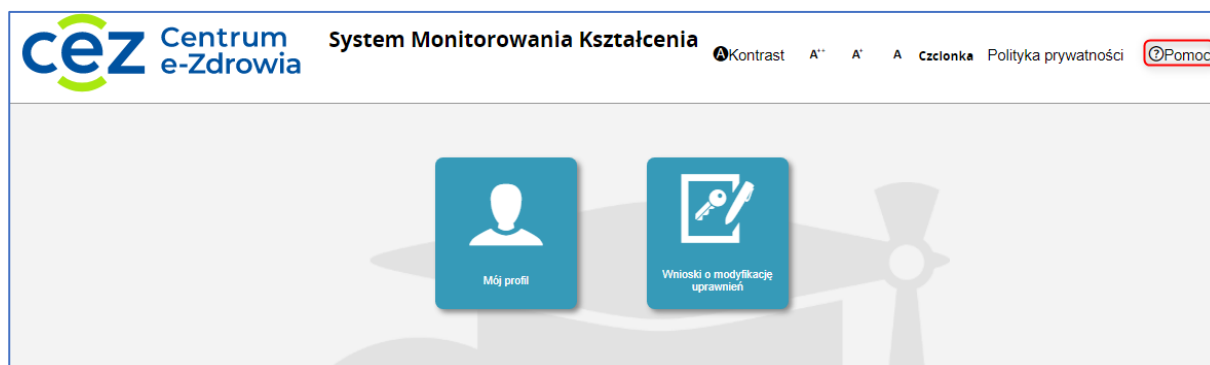 cez Centrum e-Zdrowia
System Monitorowania Kształcenia
Kontrast A++ A+ A Czcionka Polityka prywatności Pomoc
Mój profil
Wnioski o modyfikację
uprawnień